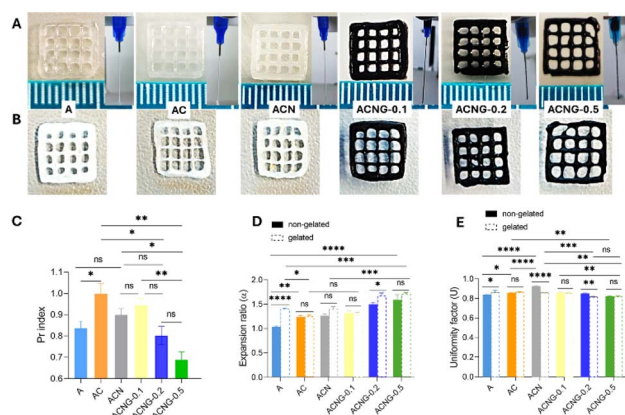 A
A AC ACN ACNG-0.1 ACNG-0.2 ACNG-0.5
B
C
** 
*
ns *
* ns ** ns
Pr index
1.1
1.0
0.9
0.8
0.7
0.6
A AC ACN ACNG-0.1 ACNG-0.2 ACNG-0.5
D
non-gelated
gelated
****
***
** * ***
**** ns ns ns * ns
Expansion ratio (α)
2.0
1.5
1.0
0.5
0.0
A AC ACN ACNG-0.1 ACNG-0.2 ACNG-0.5
E
non-gelated
gelated
**
**** *** ns
**** **
* ns **
* ns **** ns ** ns
Uniformity factor (U)
1.0
0.8
0.6
0.4
0.2
0.0
A AC ACN ACNG-0.1 ACNG-0.2 ACNG-0.5